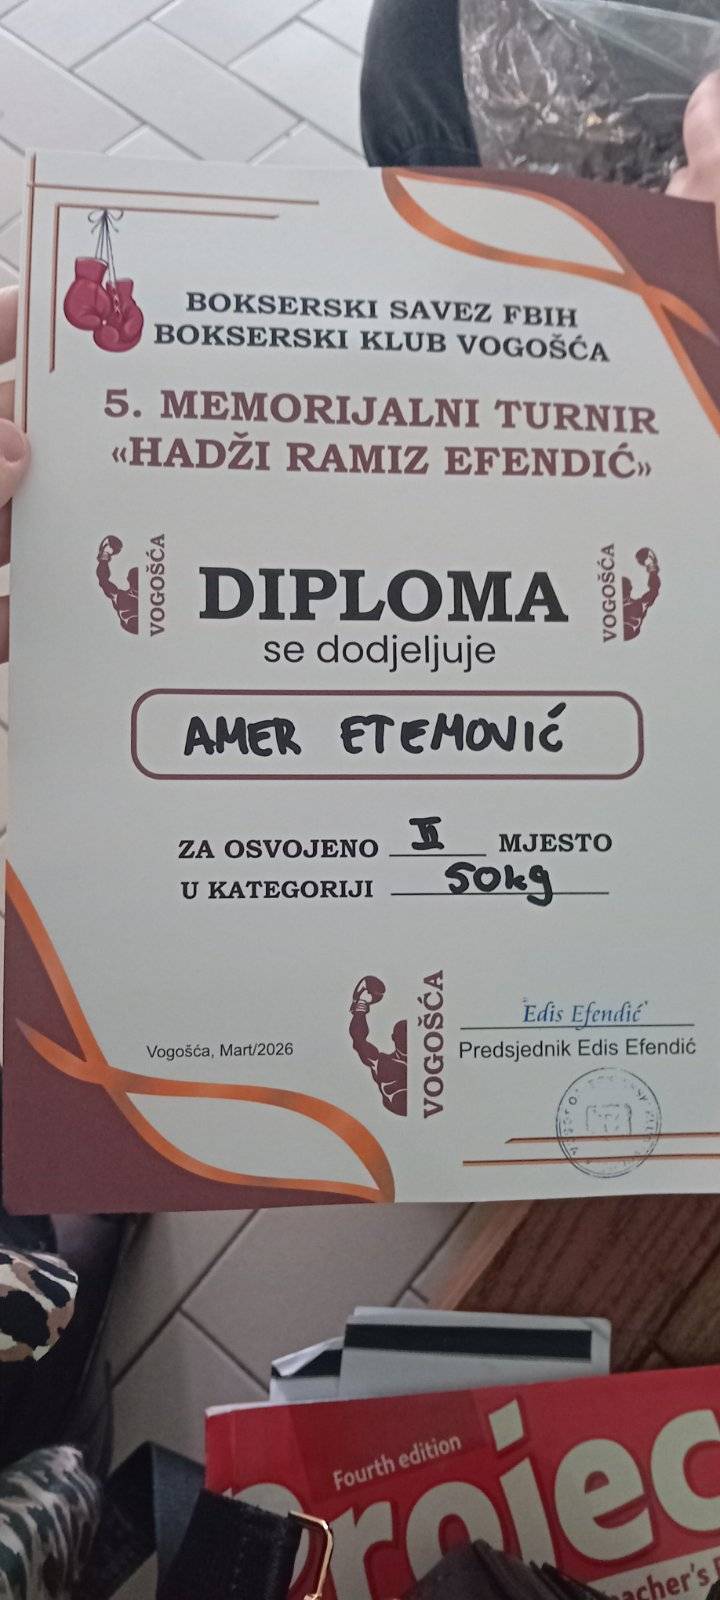 BOKSERSKI SAVEZ FBIH
BOKSERSKI KLUB VOGOŠĆA
5. MEMORIJALNI TURNIR
«HADŽI RAMIZ EFENDIĆ»
VOGOŠĆA
VOGOŠĆA
DIPLOMA
se dodjeljuje
AMER ETEMOVIĆ
ZA OSVOJENO II MJESTO
U KATEGORIJI 50kg
VOGOŠĆA
Edis Efendić
Vogošća, Mart/2026
Predsjednik Edis Efendić
Fourth edition
Projec